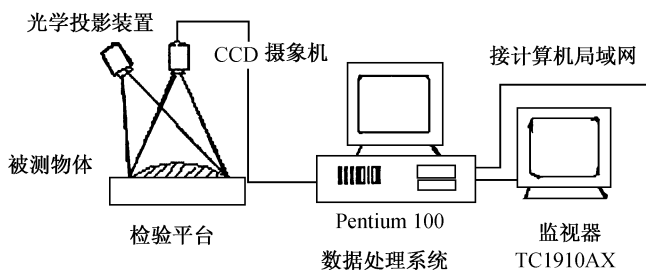 光学投影装置
CCD 摄象机
接计算机局域网
被测物体
检验平台
Pentium 100
数据处理系统
监视器
TC1910AX